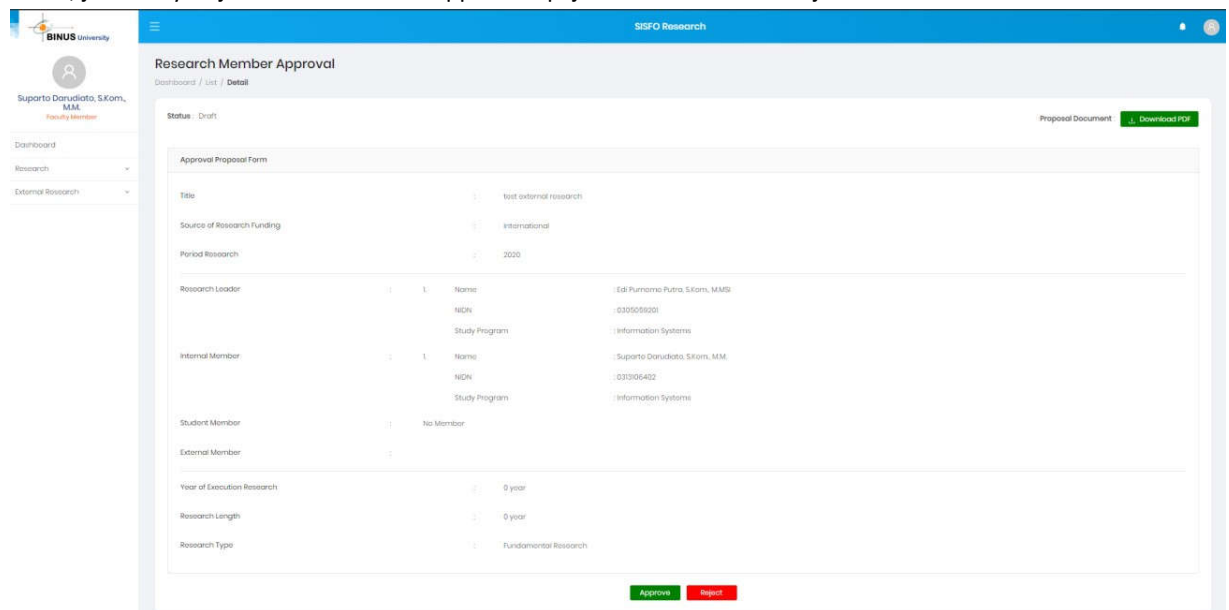 BINUS University
SISFO Research
Suparto Darudiato, S.Kom., M.M.
Faculty Member
Dashboard
Research
External Research
Research Member Approval
Dashboard / List / Detail
Status : Draft
Proposal Document : Download PDF
Approval Proposal Form
Title : test external research
Source of Research Funding : International
Period Research : 2020
Research Leader : 1. Name : Edi Purnomo Putra, S.Kom., M.MSI
NIDN : 0305059201
Study Program : Information Systems
Internal Member : 1. Name : Suparto Darudiato, S.Kom., M.M.
NIDN : 0313106402
Study Program : Information Systems
Student Member : No Member
External Member :
Year of Execution Research : 0 year
Research Length : 0 year
Research Type : Fundamental Research
Approve Reject